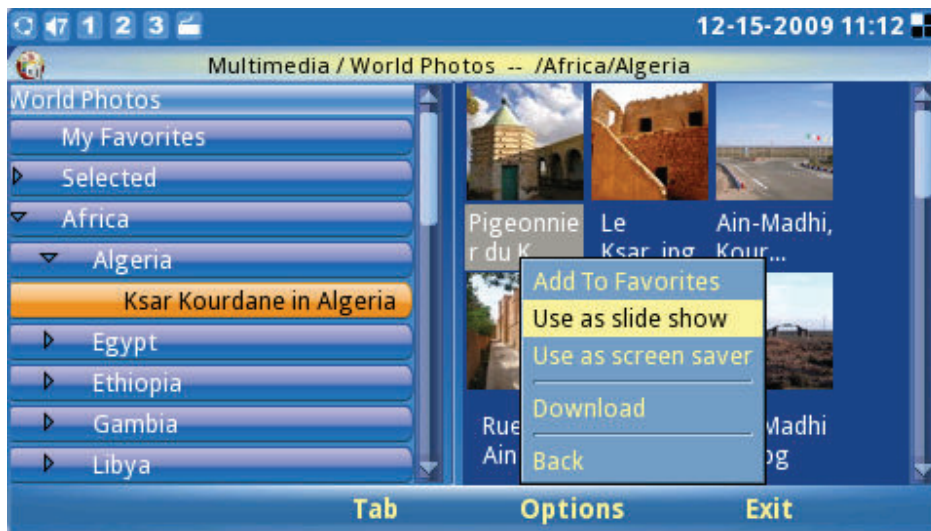 1 2 3 12-15-2009 11:12
Multimedia / World Photos -- /Africa/Algeria
World Photos
My Favorites
Selected
Africa
Algeria
Ksar Kourdane in Algeria
Egypt
Ethiopia
Gambia
Libya
Pigeonnie
r du K
Le
Ksar
Ain-Madhi,
Kour...
Rue
Ain
Madhi
Add To Favorites
Use as slide show
Use as screen saver
Download
Back
Tab Options Exit